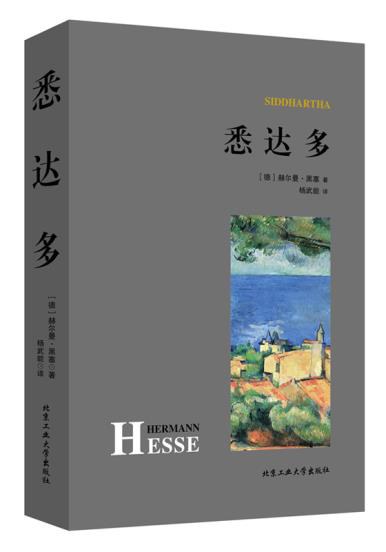 悉达多
[德]赫尔曼·黑塞◎著
杨武能◎译
北京工业大学出版社
SIDDHARTHA
悉达多
[德]赫尔曼·黑塞 著
杨武能 译
HERMANN
HESSE
北京工业大学出版社